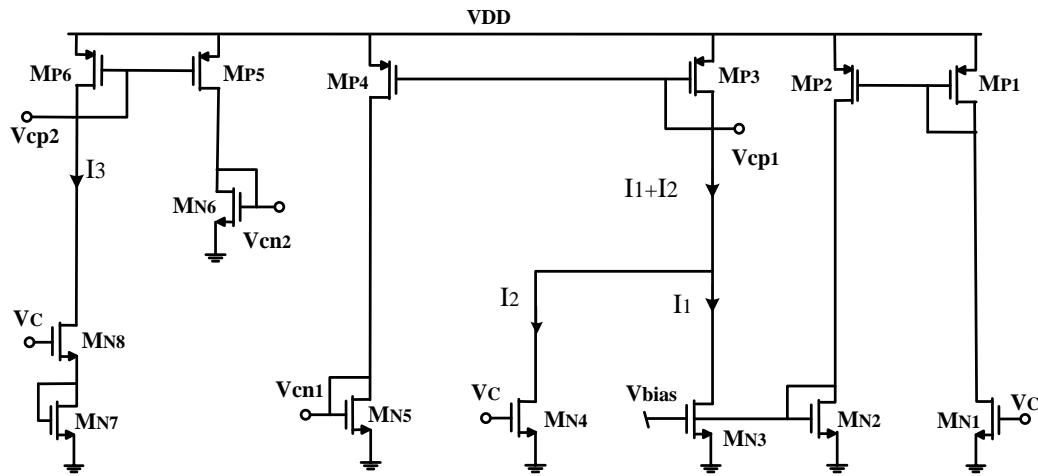 VDD
MP6
MP5
MP4
MP3
MP2
MP1
Vcp2
Vcp1
I3
I1+I2
MN6
Vcn2
I2
I1
VC
MN8
Vcn1
VC
Vbias
VC
MN7
MN5
MN4
MN3
MN2
MN1